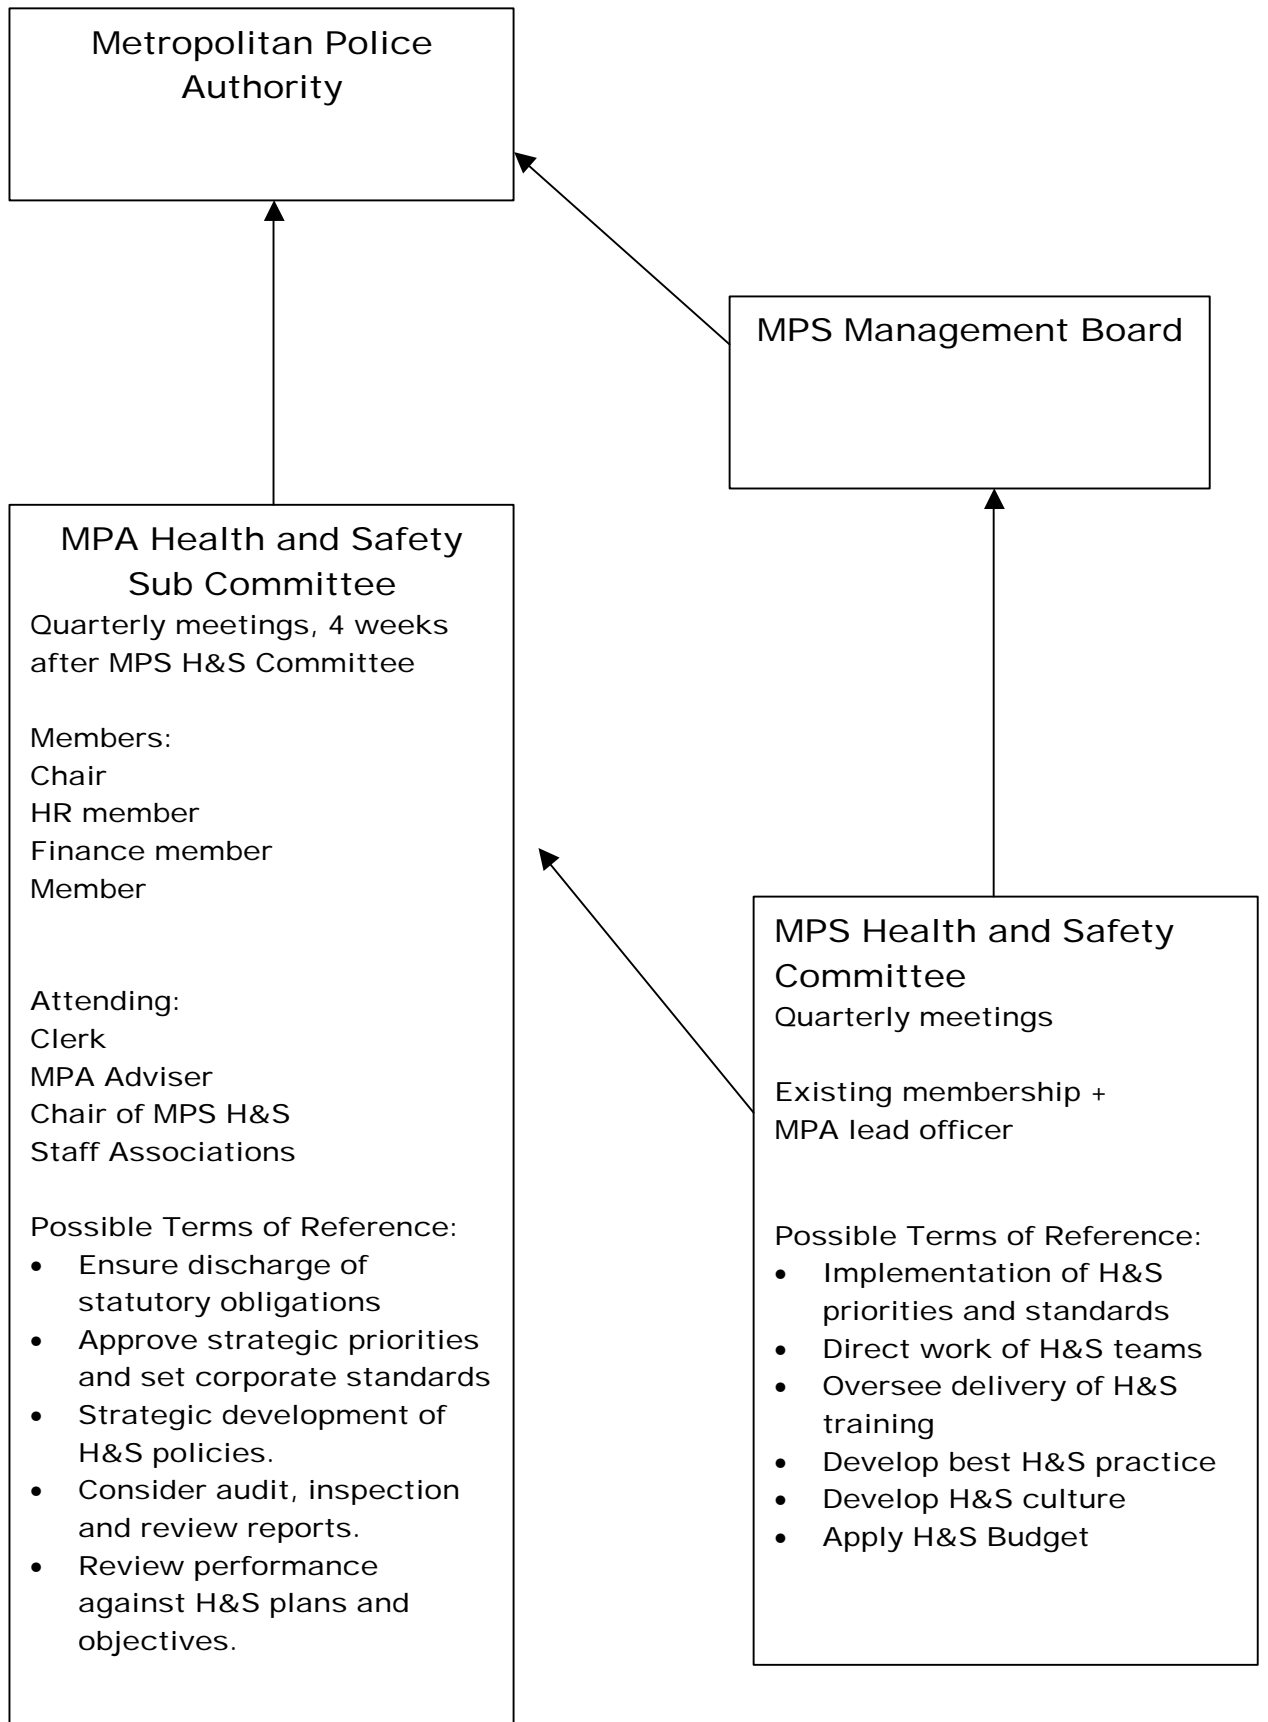 Metropolitan Police
Authority
MPS Management Board
MPA Health and Safety
Sub Committee
Quarterly meetings, 4 weeks
after MPS H&S Committee
Members:
Chair
HR member
Finance member
Member
Attending:
Clerk
MPA Adviser
Chair of MPS H&S
Staff Associations
Possible Terms of Reference:
• Ensure discharge of
statutory obligations
• Approve strategic priorities
and set corporate standards
• Strategic development of
H&S policies.
• Consider audit, inspection
and review reports.
• Review performance
against H&S plans and
objectives.
MPS Health and Safety
Committee
Quarterly meetings
Existing membership +
MPA lead officer
Possible Terms of Reference:
• Implementation of H&S
priorities and standards
• Direct work of H&S teams
• Oversee delivery of H&S
training
• Develop best H&S practice
• Develop H&S culture
• Apply H&S Budget